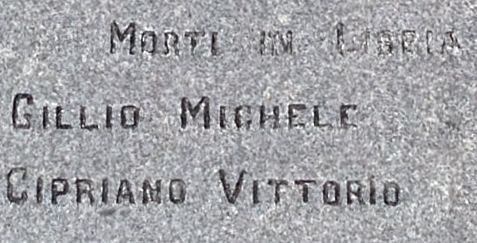 MORTI IN LIBIA
GILLIO MICHELE
CIPRIANO VITTORIO